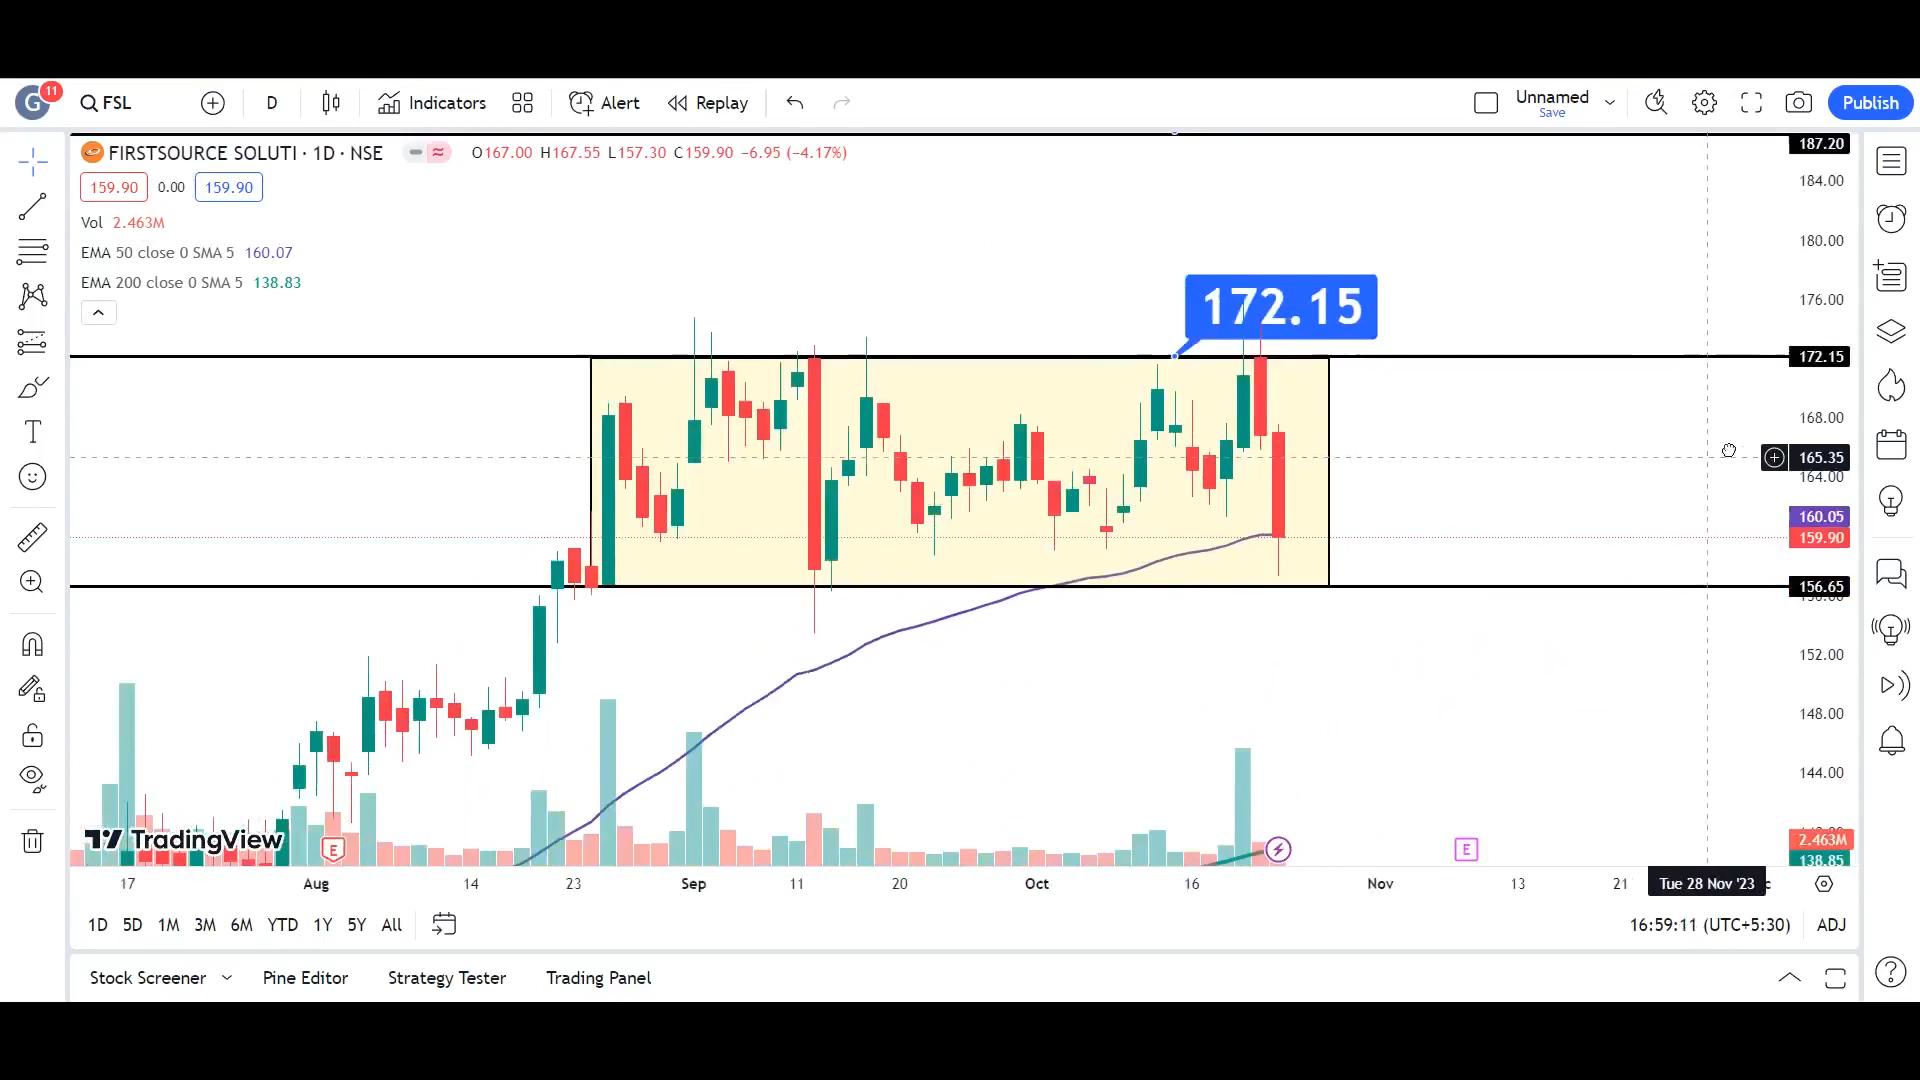 G 11 FSL D Indicators Alert Replay Unnamed Save Publish
FIRSTSOURCE SOLUTI · 1D · NSE O167.00 H167.55 L157.30 C159.90 −6.95 (−4.17%)
159.90 0.00 159.90
Vol 2.463M
EMA 50 close 0 SMA 5 160.07
EMA 200 close 0 SMA 5 138.83
172.15
187.20
184.00
180.00
176.00
172.15
168.00
165.35
164.00
160.05
159.90
156.65
152.00
148.00
144.00
2.463M
138.85
TradingView
E E
17 Aug 14 23 Sep 11 20 Oct 16 Nov 13 21 Tue 28 Nov '23
1D 5D 1M 3M 6M YTD 1Y 5Y All 16:59:11 (UTC+5:30) ADJ
Stock Screener Pine Editor Strategy Tester Trading Panel